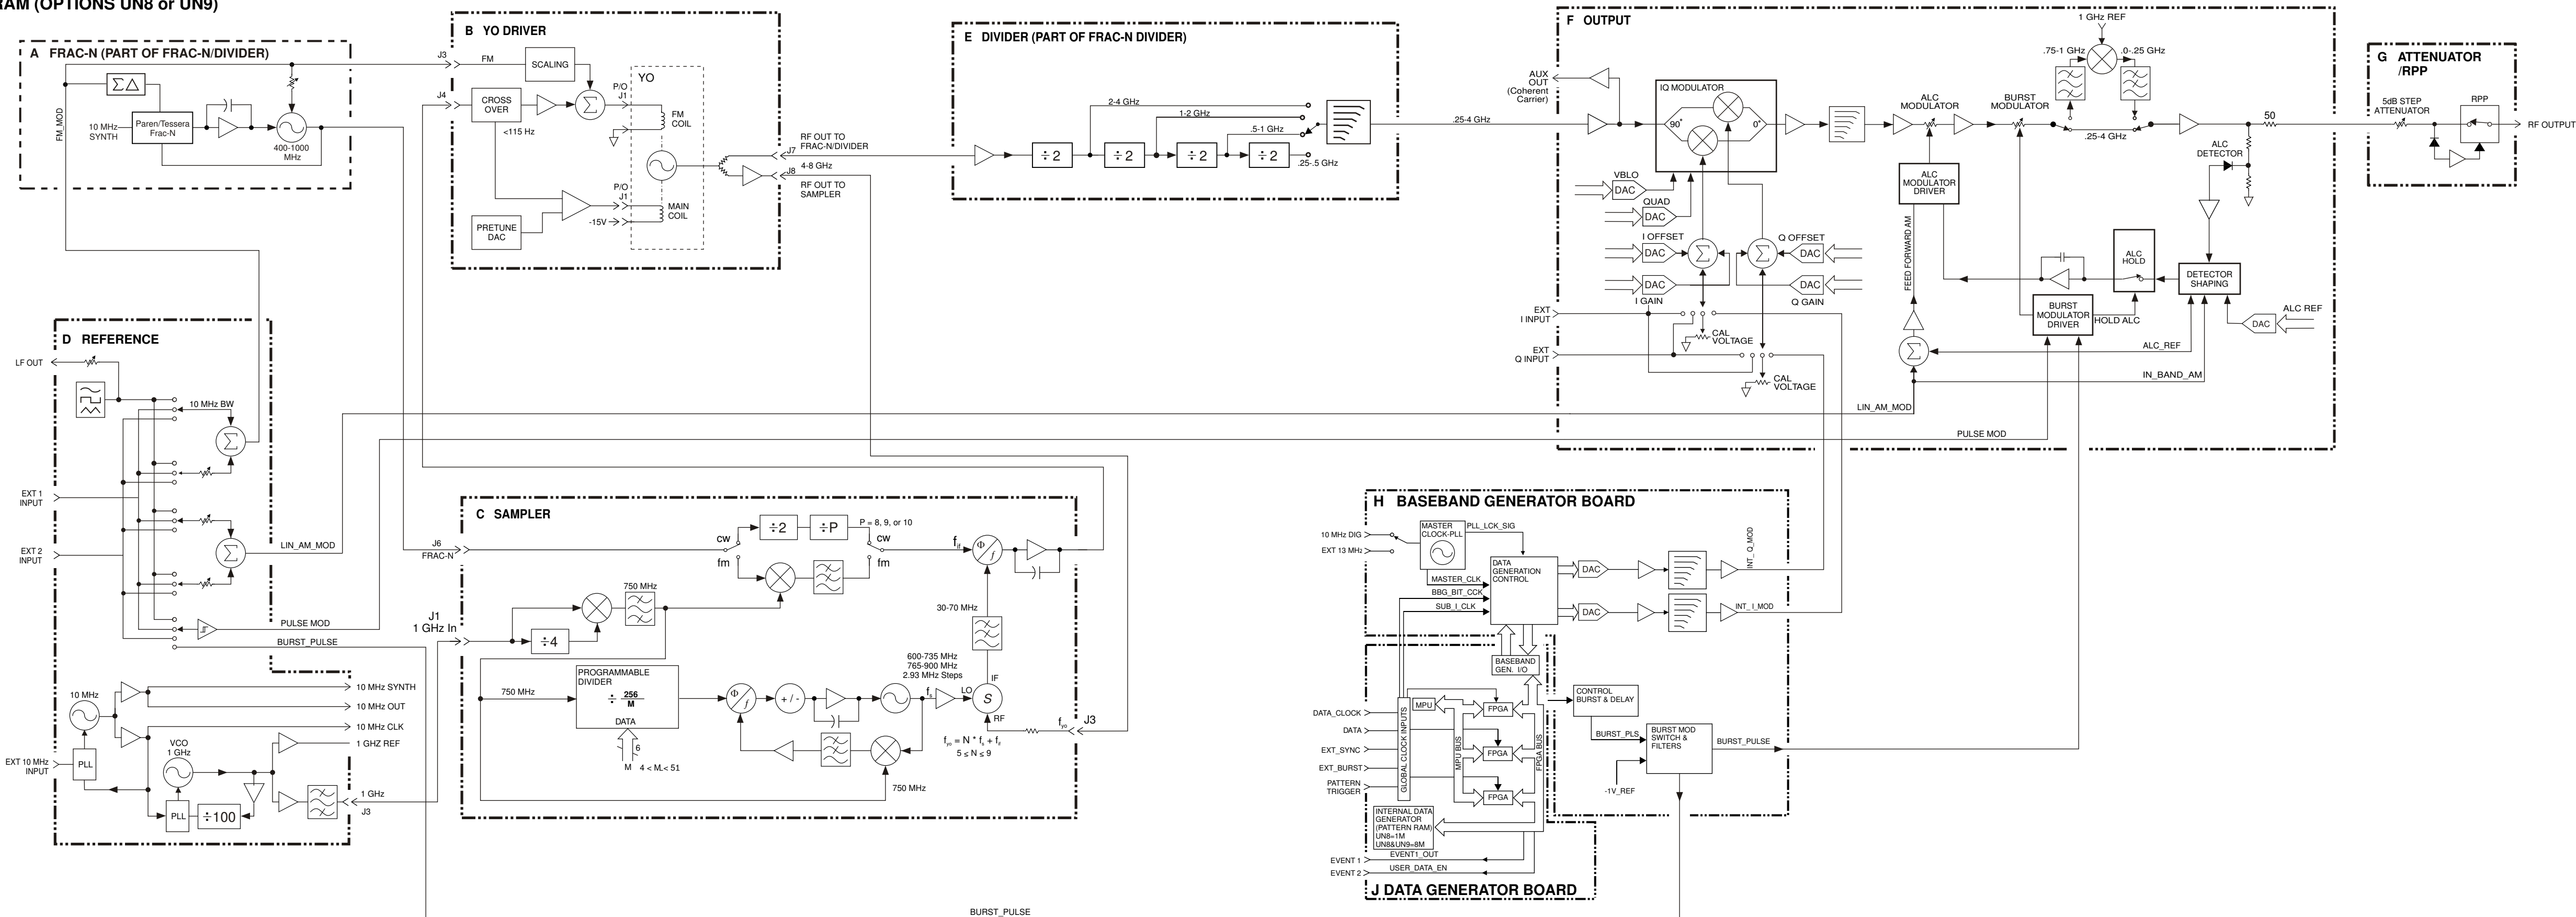 RAM (OPTIONS UN8 or UN9)
A FRAC-N (PART OF FRAC-N/DIVIDER)
FM_MOD
ΣΔ
10 MHz
SYNTH
Paren/Tessera
Frac-N
400-1000
MHz
B YO DRIVER
J3
FM
SCALING
J4
CROSS
OVER
<115 Hz
Σ
P/O
J1
YO
FM
COIL
P/O
J1
MAIN
COIL
-15V
PRETUNE
DAC
J7
RF OUT TO
FRAC-N/DIVIDER
J8
4-8 GHz
RF OUT TO
SAMPLER
E DIVIDER (PART OF FRAC-N DIVIDER)
2-4 GHz
1-2 GHz
.5-1 GHz
.25-.5 GHz
÷2
÷2
÷2
÷2
.25-4 GHz
F OUTPUT
AUX
OUT
(Coherent
Carrier)
IQ MODULATOR
90°
0°
VBLO
DAC
QUAD
DAC
I OFFSET
DAC
Σ
Σ
Q OFFSET
DAC
DAC
I GAIN
DAC
Q GAIN
EXT
I INPUT
CAL
VOLTAGE
EXT
Q INPUT
CAL
VOLTAGE
ALC
MODULATOR
BURST
MODULATOR
1 GHz REF
.75-1 GHz
.0-.25 GHz
.25-4 GHz
50
ALC
DETECTOR
ALC
MODULATOR
DRIVER
FEED FORWARD AM
ALC
HOLD
DETECTOR
SHAPING
BURST
MODULATOR
DRIVER
HOLD ALC
ALC REF
DAC
Σ
ALC_REF
IN_BAND_AM
LIN_AM_MOD
PULSE MOD
G ATTENUATOR
/RPP
5dB STEP
ATTENUATOR
RPP
RF OUTPUT
D REFERENCE
LF OUT
10 MHz BW
Σ
EXT 1
INPUT
EXT 2
INPUT
Σ
LIN_AM_MOD
PULSE MOD
BURST_PULSE
10 MHz
10 MHz SYNTH
10 MHz OUT
10 MHz CLK
VCO
1 GHz
1 GHZ REF
EXT 10 MHz
INPUT
PLL
PLL
÷100
1 GHz
J3
C SAMPLER
J6
FRAC-N
CW
fm
÷2
÷P
P = 8, 9, or 10
CW
fm
fif
Φ
f
750 MHz
30-70 MHz
J1
1 GHz In
÷4
600-735 MHz
765-900 MHz
2.93 MHz Steps
750 MHz
PROGRAMMABLE
DIVIDER
÷ 256
M
DATA
6
M 4 < M < 51
Φ
f
+ / -
fs
LO
IF
S
RF
fyo
J3
fyo = N * fs + fif
5 ≤ N ≤ 9
750 MHz
H BASEBAND GENERATOR BOARD
10 MHz DIG
EXT 13 MHz
MASTER
CLOCK-PLL
PLL_LCK_SIG
MASTER_CLK
BBG_BIT_CCK
SUB_I_CLK
DATA
GENERATION
CONTROL
DAC
DAC
INT_ Q_MOD
INT_ I_MOD
BASEBAND
GEN. I/O
CONTROL
BURST & DELAY
BURST_PLS
BURST MOD
SWITCH &
FILTERS
BURST_PULSE
-1V_REF
DATA_CLOCK
DATA
EXT_SYNC
EXT_BURST
PATTERN
TRIGGER
GLOBAL CLOCK INPUTS
MPU
MPU BUS
FPGA
FPGA
FPGA
FPGA BUS
INTERNAL DATA
GENERATOR
(PATTERN RAM)
UN8=1M
UN8&UN9=8M
EVENT 1
EVENT1_OUT
EVENT 2
USER_DATA_EN
J DATA GENERATOR BOARD
BURST_PULSE